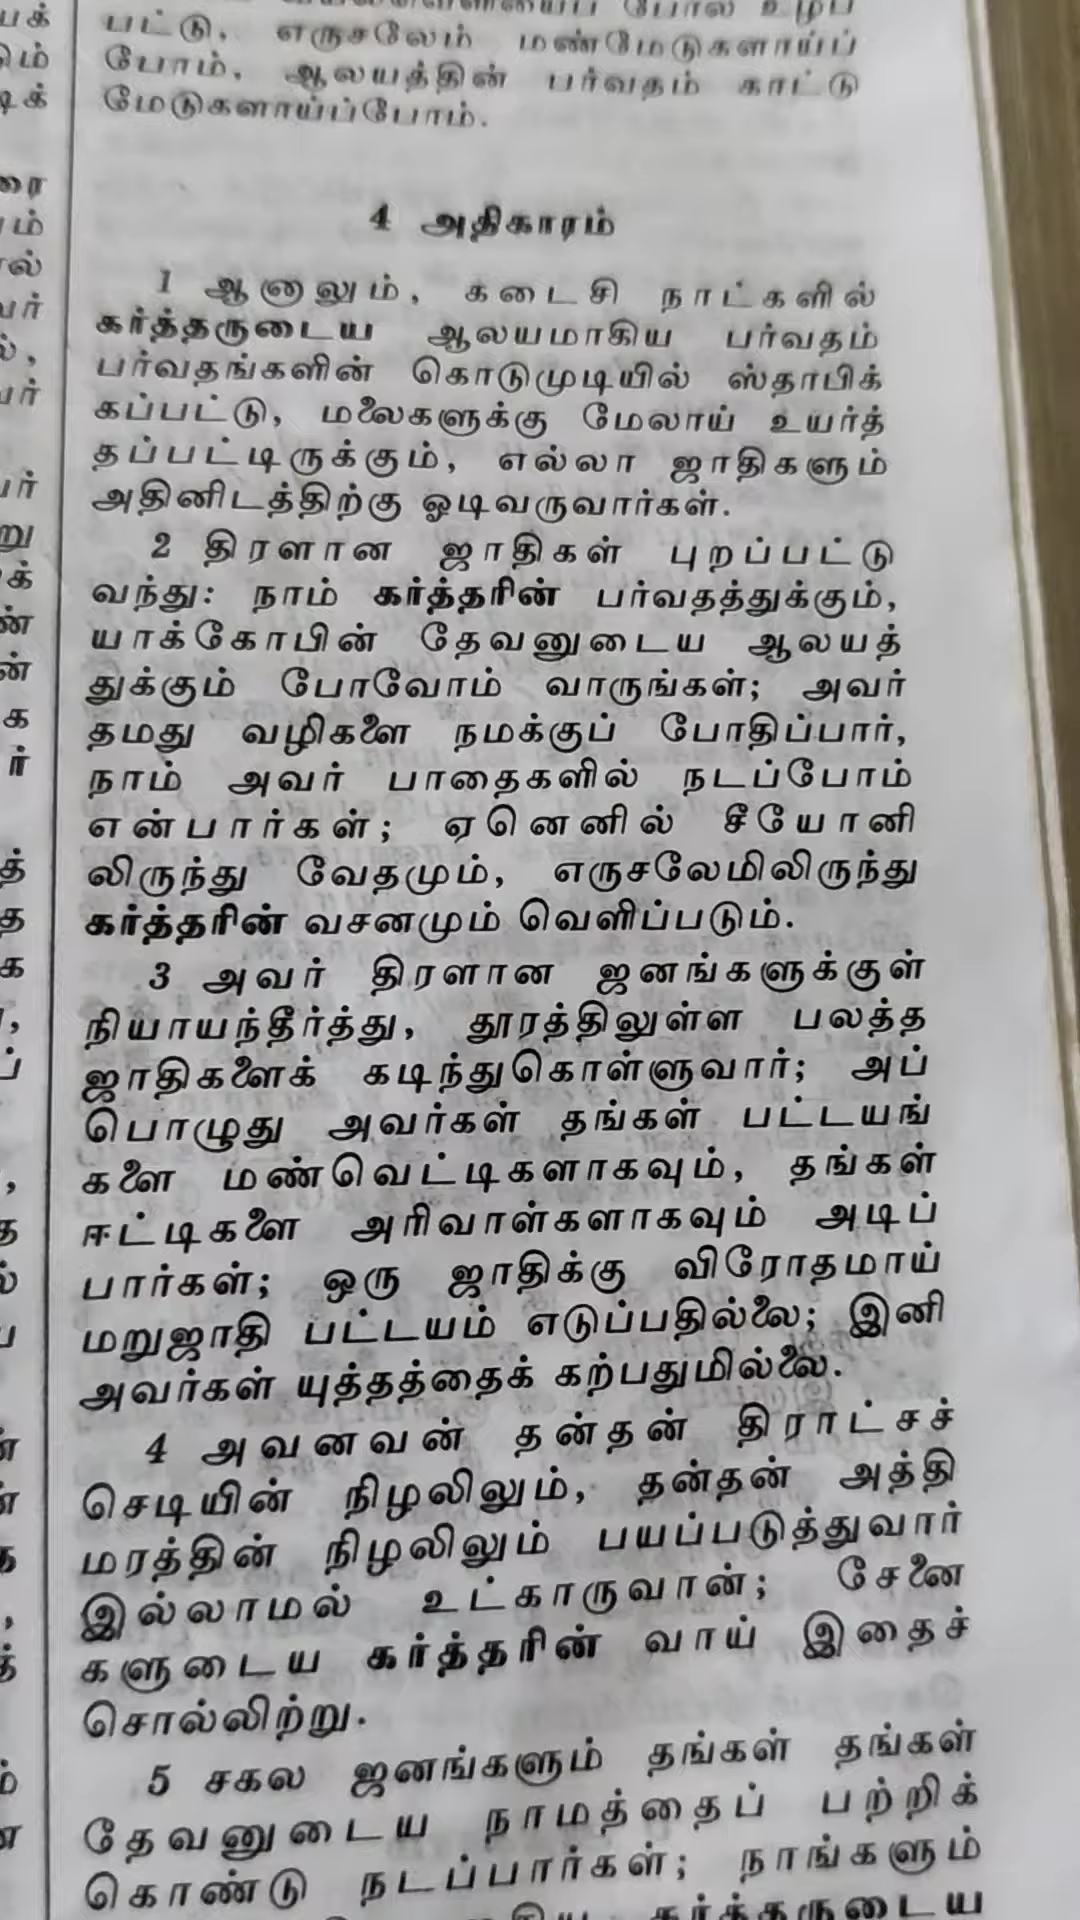 பட்டு, எருசலேம் மண்மேடுகளாய்ப்
போம், ஆலயத்தின் பர்வதம் காட்டு
மேடுகளாய்ப்போம்.
4 அதிகாரம்
1 ஆனாலும், கடைசி நாட்களில்
கர்த்தருடைய ஆலயமாகிய பர்வதம்
பர்வதங்களின் கொடுமுடியில் ஸ்தாபிக்
கப்பட்டு, மலைகளுக்கு மேலாய் உயர்த்
தப்பட்டிருக்கும், எல்லா ஜாதிகளும்
அதினிடத்திற்கு ஓடிவருவார்கள்.
2 திரளான ஜாதிகள் புறப்பட்டு
வந்து: நாம் கர்த்தரின் பர்வதத்துக்கும்,
யாக்கோபின் தேவனுடைய ஆலயத்
துக்கும் போவோம் வாருங்கள்; அவர்
தமது வழிகளை நமக்குப் போதிப்பார்,
நாம் அவர் பாதைகளில் நடப்போம்
என்பார்கள்; ஏனெனில் சீயோனி
லிருந்து வேதமும், எருசலேமிலிருந்து
கர்த்தரின் வசனமும் வெளிப்படும்.
3 அவர் திரளான ஜனங்களுக்குள்
நியாயந்தீர்த்து, தூரத்திலுள்ள பலத்த
ஜாதிகளைக் கடிந்துகொள்ளுவார்; அப்
பொழுது அவர்கள் தங்கள் பட்டயங்
களை மண்வெட்டிகளாகவும், தங்கள்
ஈட்டிகளை அரிவாள்களாகவும் அடிப்
பார்கள்; ஒரு ஜாதிக்கு விரோதமாய்
மறுஜாதி பட்டயம் எடுப்பதில்லை; இனி
அவர்கள் யுத்தத்தைக் கற்பதுமில்லை.
4 அவனவன் தன்தன் திராட்சச்
செடியின் நிழலிலும், தன்தன் அத்தி
மரத்தின் நிழலிலும் பயப்படுத்துவார்
இல்லாமல் உட்காருவான்; சேனை
களுடைய கர்த்தரின் வாய் இதைச்
சொல்லிற்று.
5 சகல ஜனங்களும் தங்கள் தங்கள்
தேவனுடைய நாமத்தைப் பற்றிக்
கொண்டு நடப்பார்கள்; நாங்களும்
கர்த்தருடைய